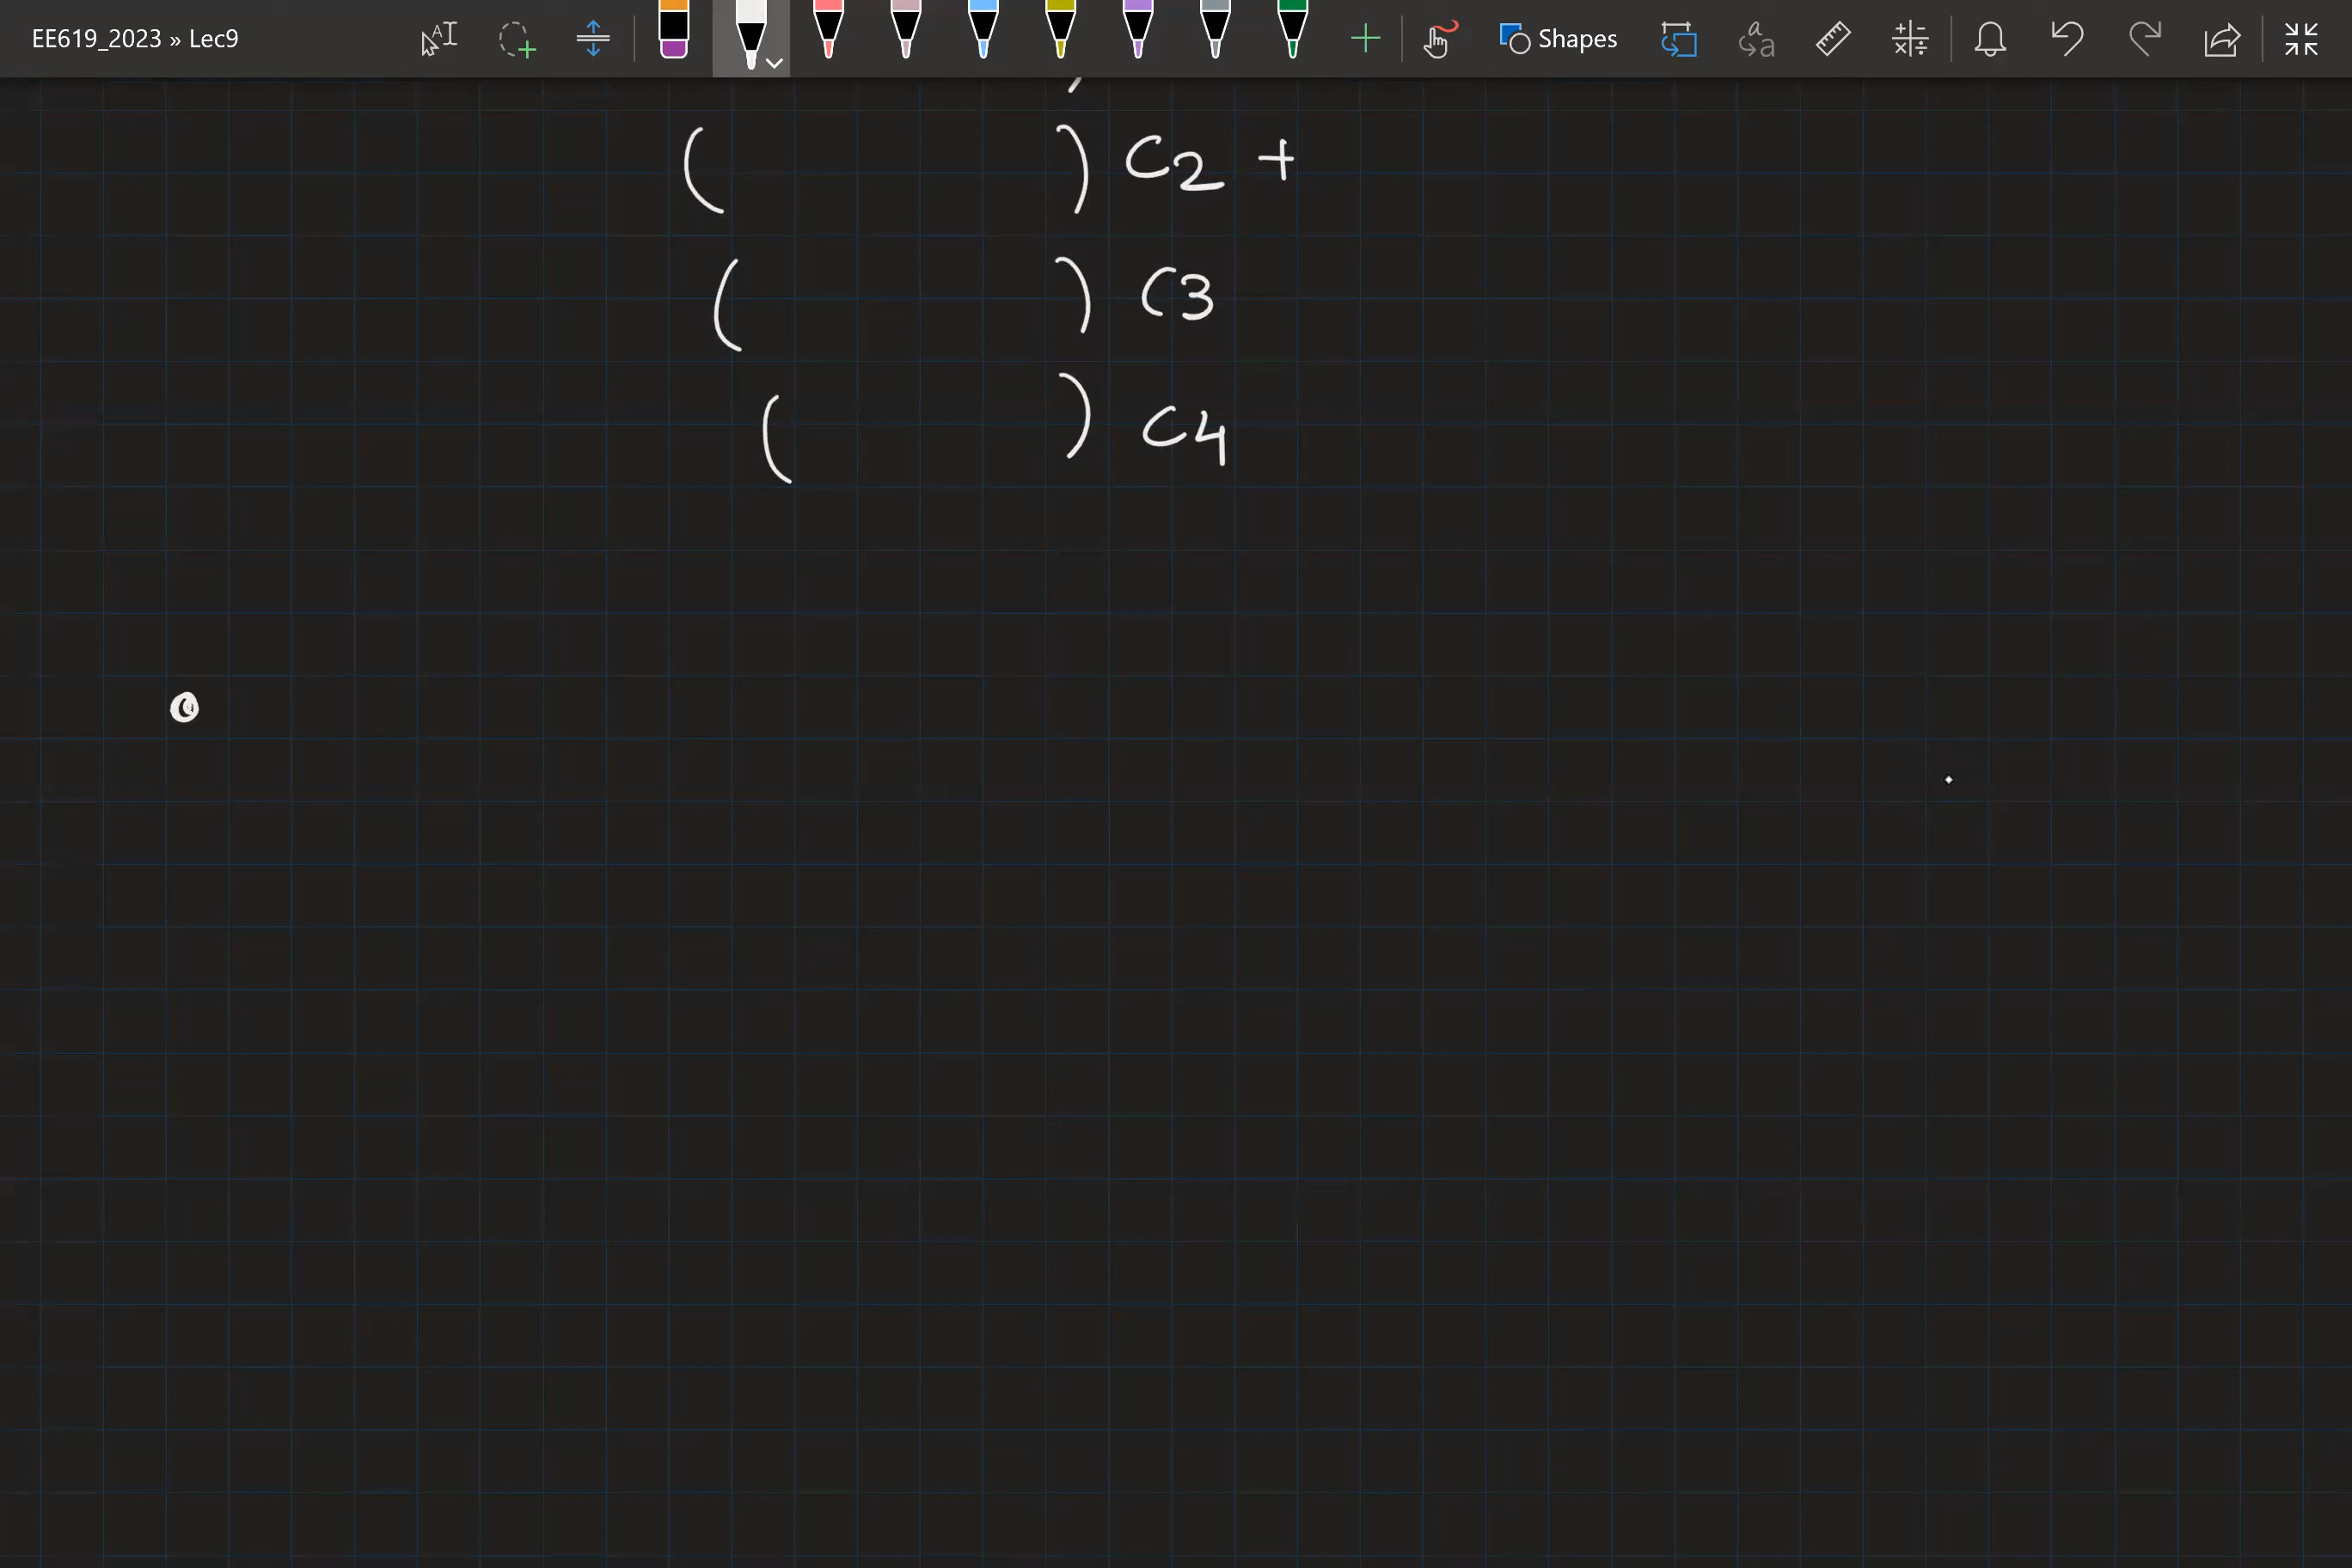 EE619_2023 » Lec9
Shapes
( ) C2 +
( ) C3
( ) C4